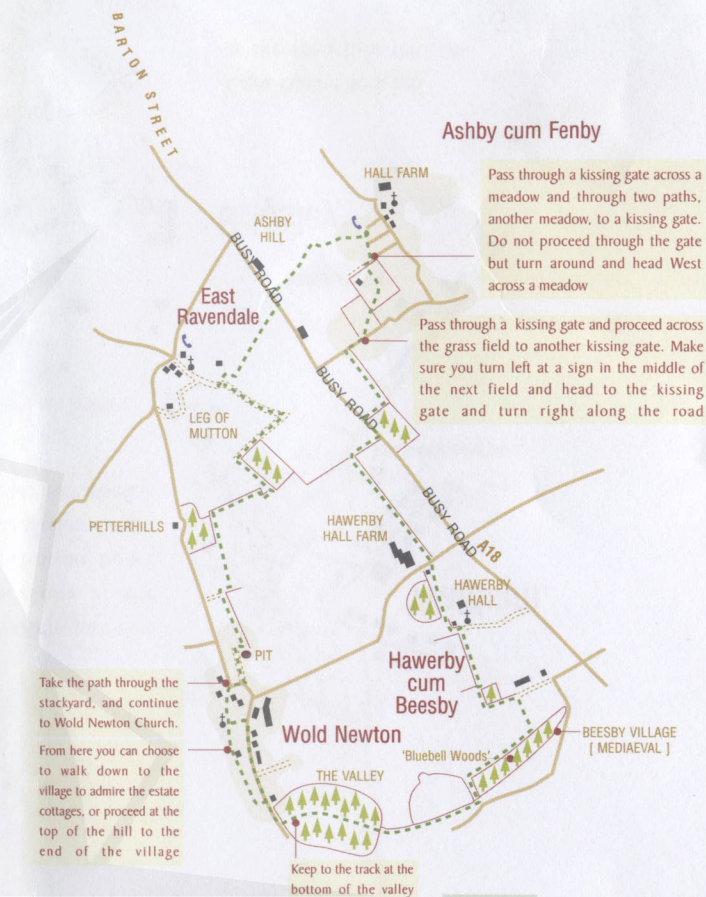 BARTON STREET
Ashby cum Fenby
HALL FARM
Pass through a kissing gate across a
meadow and through two paths,
another meadow, to a kissing gate.
Do not proceed through the gate
but turn around and head West
across a meadow
ASHBY
HILL
BUSY ROAD
East
Ravendale
Pass through a kissing gate and proceed across
the grass field to another kissing gate. Make
sure you turn left at a sign in the middle of
the next field and head to the kissing
gate and turn right along the road
BUSY ROAD
LEG OF
MUTTON
BUSY ROAD
A18
PETTERHILLS
HAWERBY
HALL FARM
HAWERBY
HALL
PIT
Hawerby
cum
Beesby
Take the path through the
stackyard, and continue
to Wold Newton Church.
From here you can choose
to walk down to the
village to admire the estate
cottages, or proceed at the
top of the hill to the
end of the village
Wold Newton
'Bluebell Woods'
BEESBY VILLAGE
[ MEDIAEVAL ]
THE VALLEY
Keep to the track at the
bottom of the valley